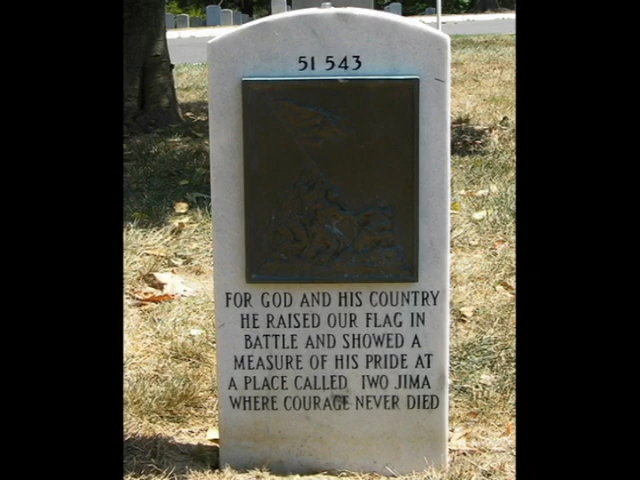 51 543
FOR GOD AND HIS COUNTRY
HE RAISED OUR FLAG IN
BATTLE AND SHOWED A
MEASURE OF HIS PRIDE AT
A PLACE CALLED IWO JIMA
WHERE COURAGE NEVER DIED